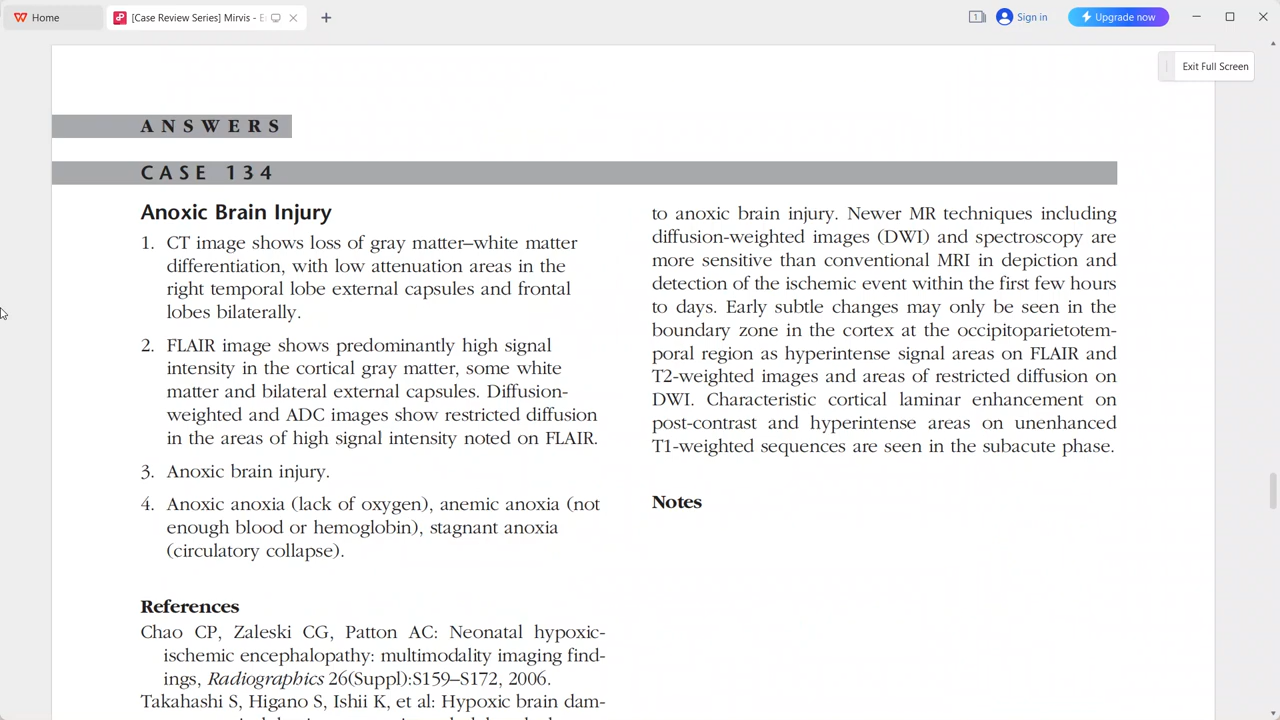 Home
[Case Review Series] Mirvis - E
1
Sign in
Upgrade now
Exit Full Screen
ANSWERS
CASE 134
Anoxic Brain Injury
1. CT image shows loss of gray matter–white matter
differentiation, with low attenuation areas in the
right temporal lobe external capsules and frontal
lobes bilaterally.
2. FLAIR image shows predominantly high signal
intensity in the cortical gray matter, some white
matter and bilateral external capsules. Diffusion-
weighted and ADC images show restricted diffusion
in the areas of high signal intensity noted on FLAIR.
3. Anoxic brain injury.
4. Anoxic anoxia (lack of oxygen), anemic anoxia (not
enough blood or hemoglobin), stagnant anoxia
(circulatory collapse).
References
Chao CP, Zaleski CG, Patton AC: Neonatal hypoxic-
ischemic encephalopathy: multimodality imaging find-
ings, Radiographics 26(Suppl):S159–S172, 2006.
Takahashi S, Higano S, Ishii K, et al: Hypoxic brain dam-
to anoxic brain injury. Newer MR techniques including
diffusion-weighted images (DWI) and spectroscopy are
more sensitive than conventional MRI in depiction and
detection of the ischemic event within the first few hours
to days. Early subtle changes may only be seen in the
boundary zone in the cortex at the occipitoparietotem-
poral region as hyperintense signal areas on FLAIR and
T2-weighted images and areas of restricted diffusion on
DWI. Characteristic cortical laminar enhancement on
post-contrast and hyperintense areas on unenhanced
T1-weighted sequences are seen in the subacute phase.
Notes